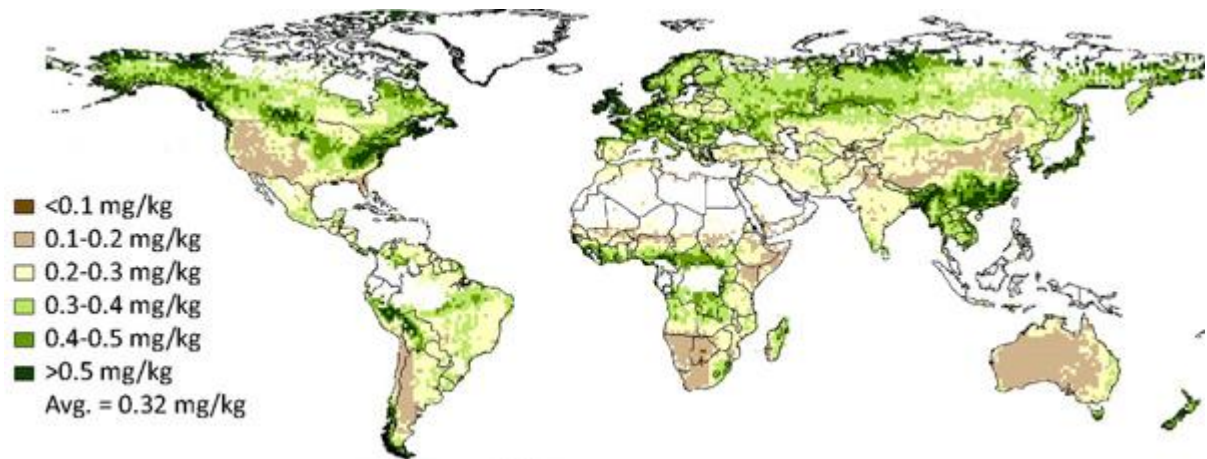 <0.1 mg/kg
0.1-0.2 mg/kg
0.2-0.3 mg/kg
0.3-0.4 mg/kg
0.4-0.5 mg/kg
>0.5 mg/kg
Avg. = 0.32 mg/kg